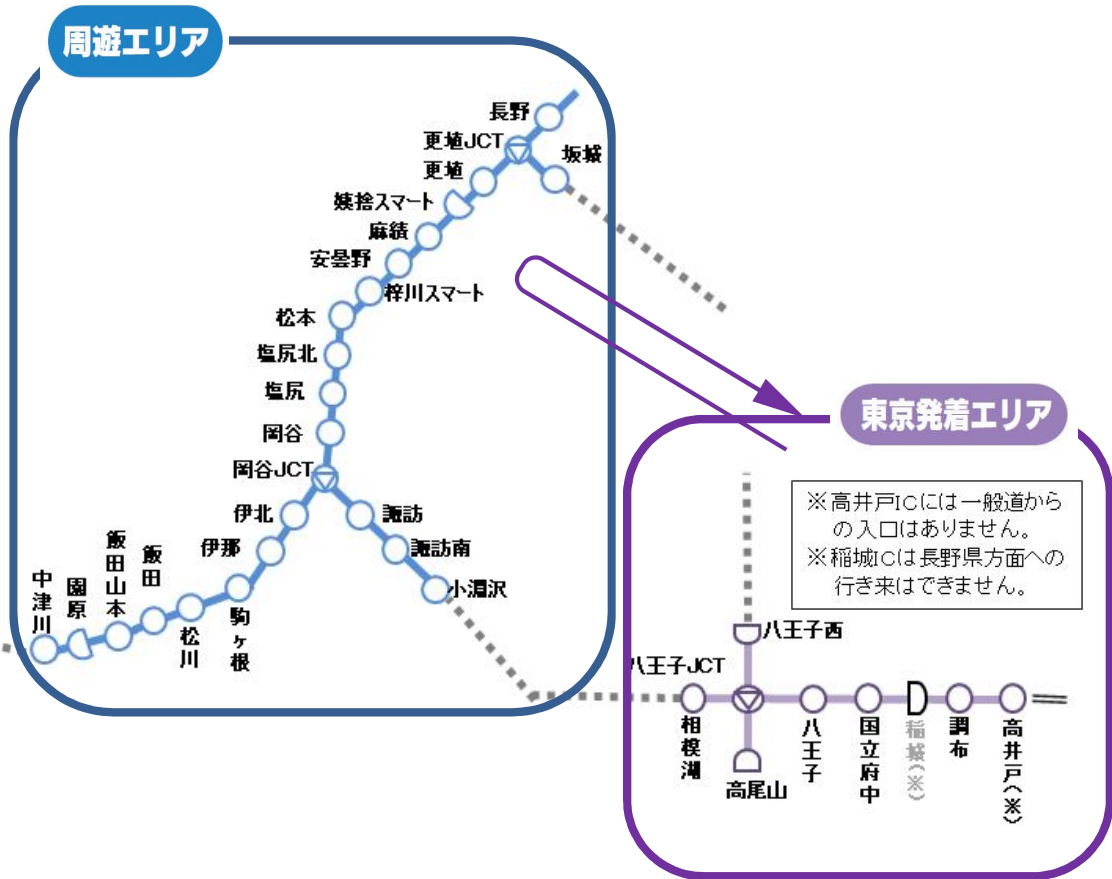 周遊エリア
長野
更埴JCT
坂城
更埴
姨捨スマート
麻績
安曇野
梓川スマート
松本
塩尻北
塩尻
岡谷
岡谷JCT
伊北
諏訪
伊那
諏訪南
小淵沢
駒ヶ根
松川
飯田
飯田山本
園原
中津川
東京発着エリア
※高井戸ICには一般道から
の入口はありません。
※稲城ICは長野県方面への
行き来はできません。
八王子西
八王子JCT
相模湖
高尾山
八王子
国立府中
稲城(※)
調布
高井戸(※)